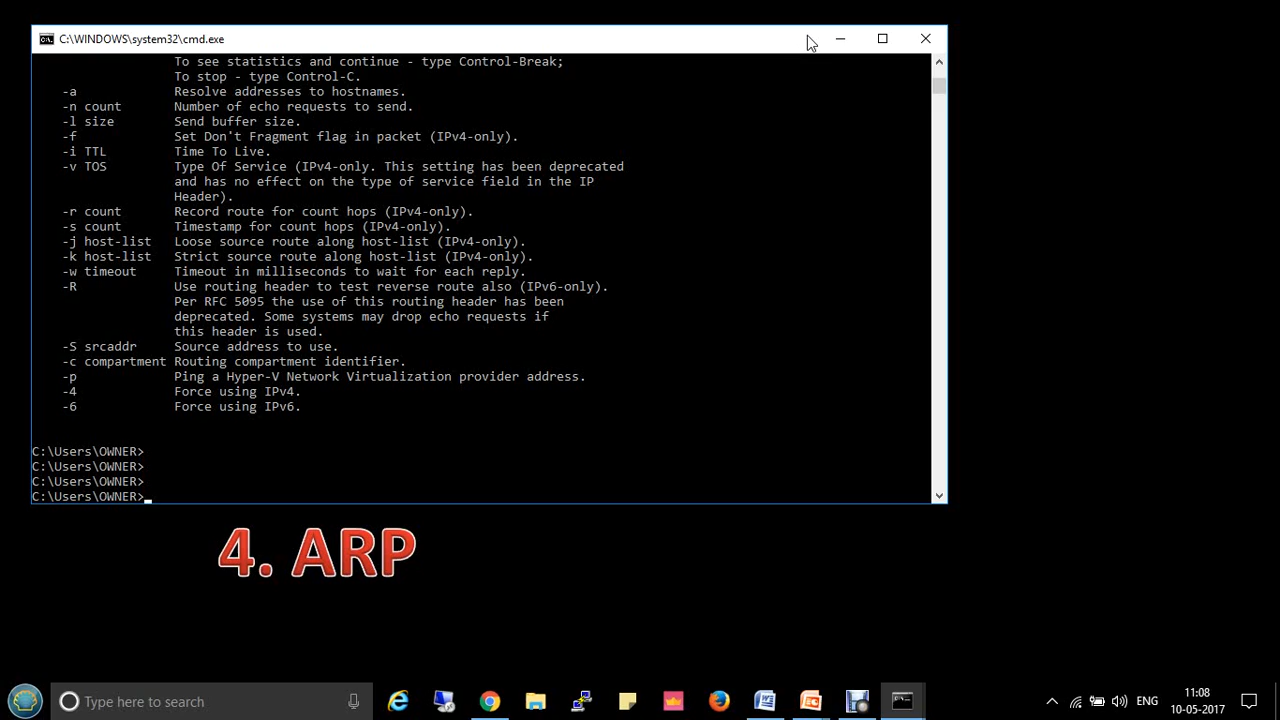 C:\WINDOWS\system32\cmd.exe
To see statistics and continue - type Control-Break;
To stop - type Control-C.
-a Resolve addresses to hostnames.
-n count Number of echo requests to send.
-l size Send buffer size.
-f Set Don't Fragment flag in packet (IPv4-only).
-i TTL Time To Live.
-v TOS Type Of Service (IPv4-only. This setting has been deprecated
and has no effect on the type of service field in the IP
Header).
-r count Record route for count hops (IPv4-only).
-s count Timestamp for count hops (IPv4-only).
-j host-list Loose source route along host-list (IPv4-only).
-k host-list Strict source route along host-list (IPv4-only).
-w timeout Timeout in milliseconds to wait for each reply.
-R Use routing header to test reverse route also (IPv6-only).
Per RFC 5095 the use of this routing header has been
deprecated. Some systems may drop echo requests if
this header is used.
-S srcaddr Source address to use.
-c compartment Routing compartment identifier.
-p Ping a Hyper-V Network Virtualization provider address.
-4 Force using IPv4.
-6 Force using IPv6.
C:\Users\OWNER>
C:\Users\OWNER>
C:\Users\OWNER>
C:\Users\OWNER>
4. ARP
Type here to search
ENG
11:08
10-05-2017